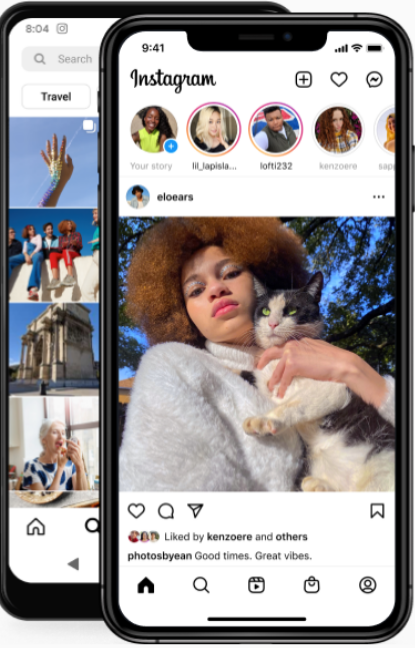 8:04
Search
Travel
9:41
Instagram
Your story
lil_lapisla...
lofti232
kenzoere
sapp
eloears
Liked by kenzoere and others
photosbyean Good times. Great vibes.